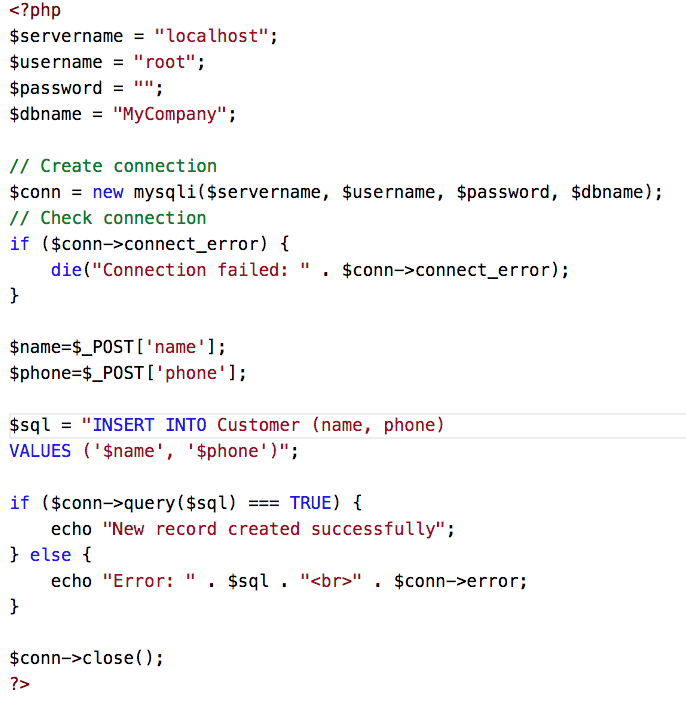 <?php
$servername = "localhost";
$username = "root";
$password = "";
$dbname = "MyCompany";
// Create connection
$conn = new mysqli($servername, $username, $password, $dbname);
// Check connection
if ($conn->connect_error) {
    die("Connection failed: " . $conn->connect_error);
}
$name=$_POST['name'];
$phone=$_POST['phone'];
$sql = "INSERT INTO Customer (name, phone)
VALUES ('$name', '$phone')";
if ($conn->query($sql) === TRUE) {
    echo "New record created successfully";
} else {
    echo "Error: " . $sql . "<br>" . $conn->error;
}
$conn->close();
?>